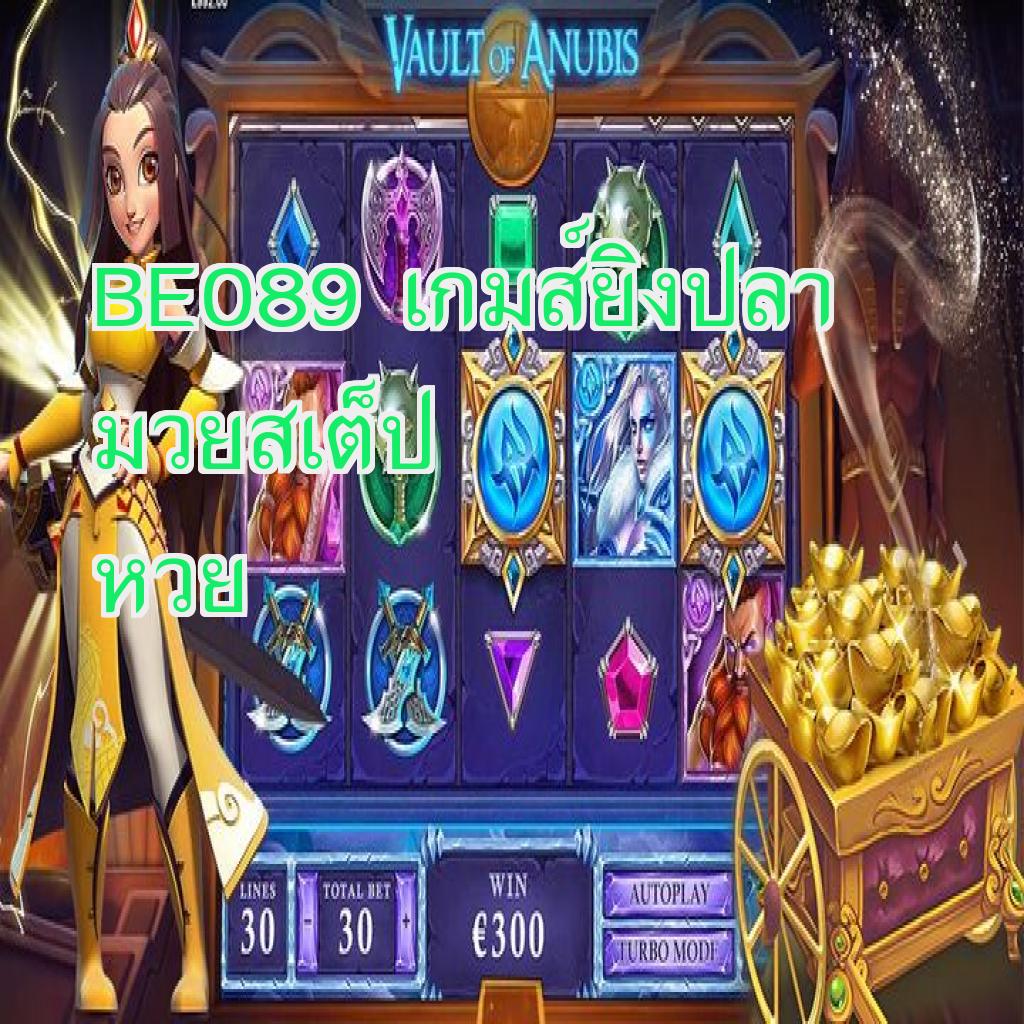 VAULT OF ANUBIS
BE089 เกมส์ยิงปลา
มวยสเต็ป
หวย
LINES
30
TOTAL BET
- 30 +
WIN
€300
AUTOPLAY
TURBO MODE